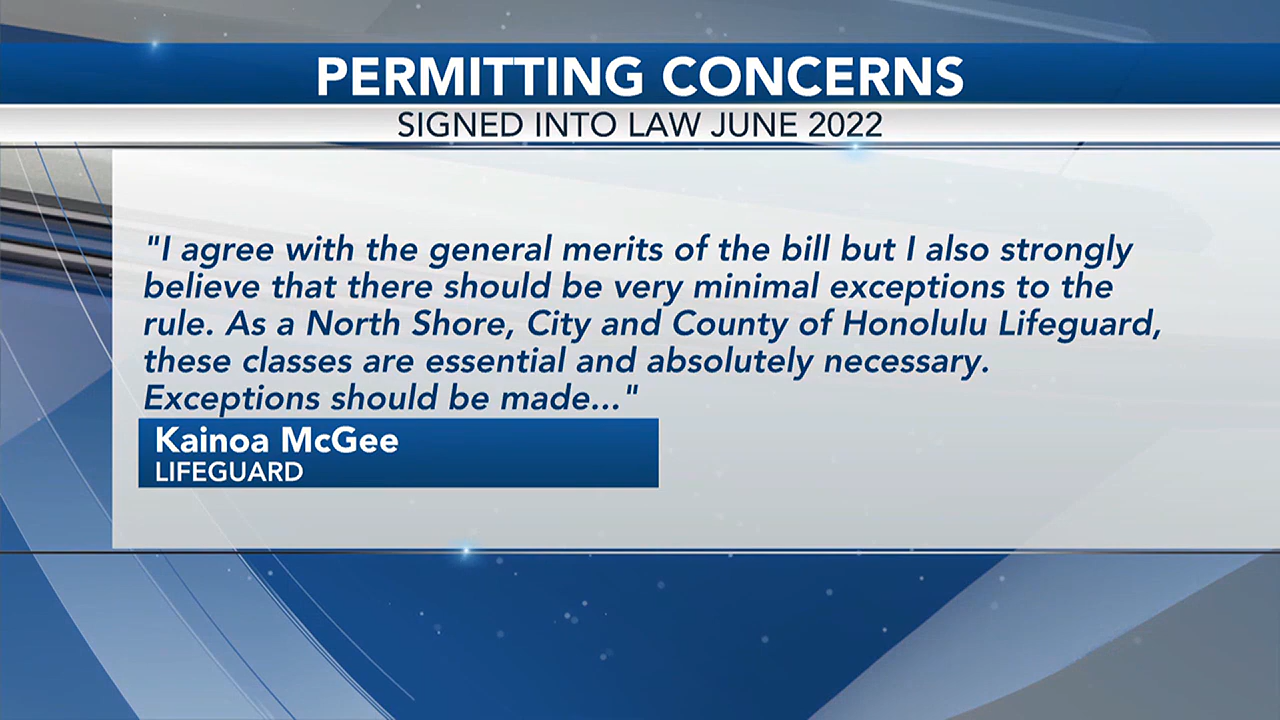 PERMITTING CONCERNS
SIGNED INTO LAW JUNE 2022
"I agree with the general merits of the bill but I also strongly
believe that there should be very minimal exceptions to the
rule. As a North Shore, City and County of Honolulu Lifeguard,
these classes are essential and absolutely necessary.
Exceptions should be made..."
Kainoa McGee
LIFEGUARD